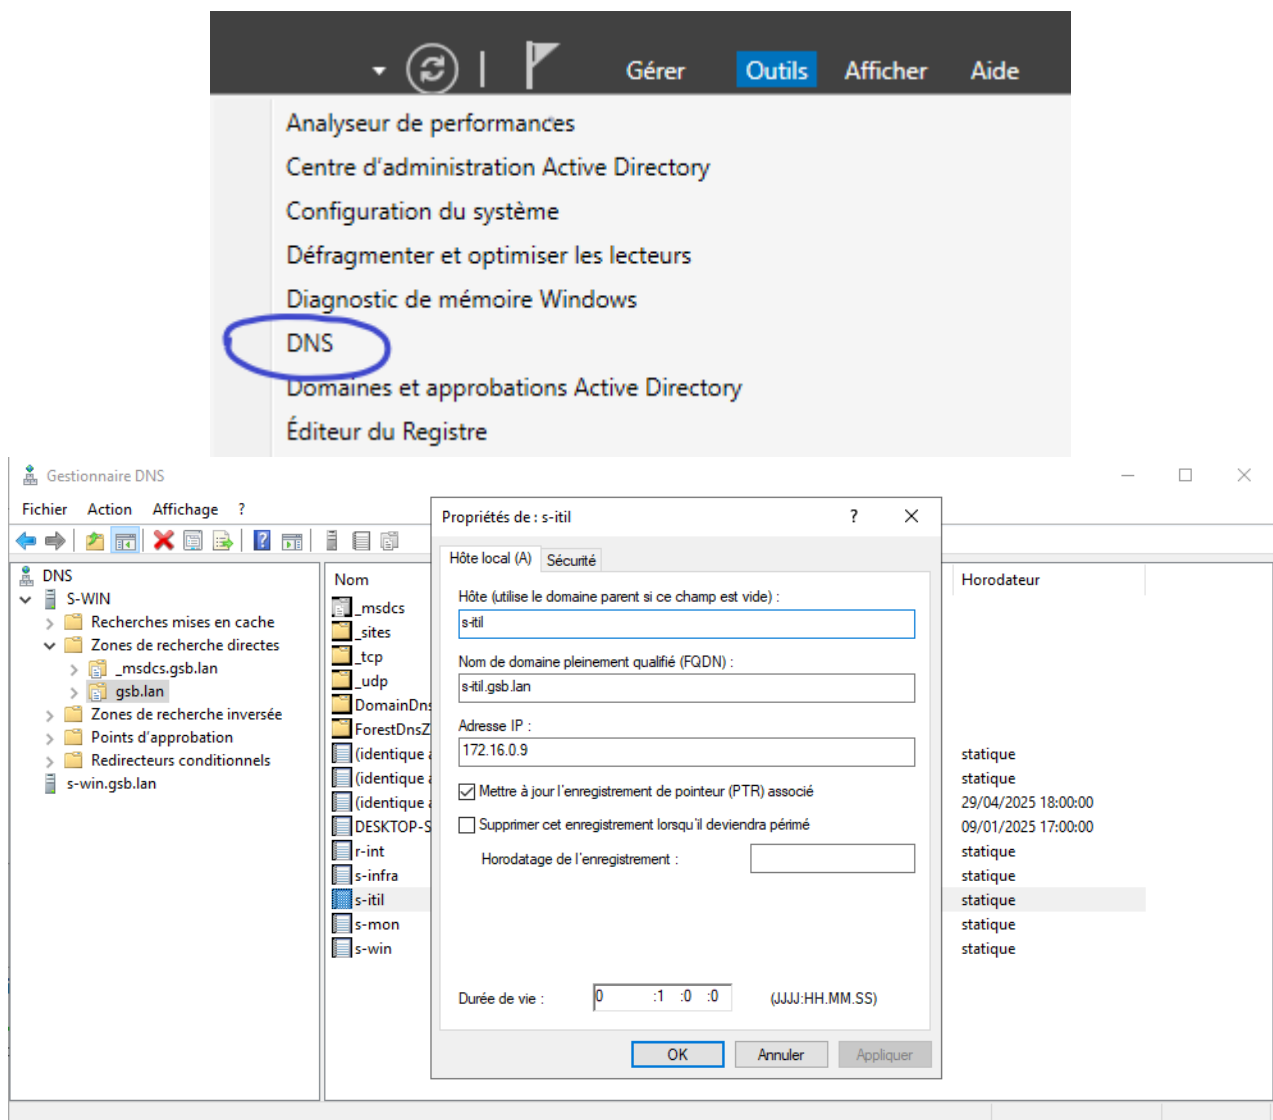 Gérer Outils Afficher Aide
Analyseur de performances
Centre d'administration Active Directory
Configuration du système
Défragmenter et optimiser les lecteurs
Diagnostic de mémoire Windows
DNS
Domaines et approbations Active Directory
Éditeur du Registre
Gestionnaire DNS
Fichier Action Affichage ?
DNS
S-WIN
Recherches mises en cache
Zones de recherche directes
_msdcs.gsb.lan
gsb.lan
Zones de recherche inversée
Points d'approbation
Redirecteurs conditionnels
s-win.gsb.lan
Nom
_msdcs
_sites
_tcp
_udp
DomainDns
ForestDnsZ
(identique a
(identique a
(identique a
DESKTOP-S
r-int
s-infra
s-itil
s-mon
s-win
Propriétés de : s-itil ?
Hôte local (A) Sécurité
Hôte (utilise le domaine parent si ce champ est vide) :
s-itil
Nom de domaine pleinement qualifié (FQDN) :
s-itil.gsb.lan
Adresse IP :
172.16.0.9
Mettre à jour l'enregistrement de pointeur (PTR) associé
Supprimer cet enregistrement lorsqu'il deviendra périmé
Horodatage de l'enregistrement :
Durée de vie : 0 :1 :0 :0 (JJJJ:HH.MM.SS)
OK Annuler Appliquer
Horodateur
statique
statique
29/04/2025 18:00:00
09/01/2025 17:00:00
statique
statique
statique
statique
statique